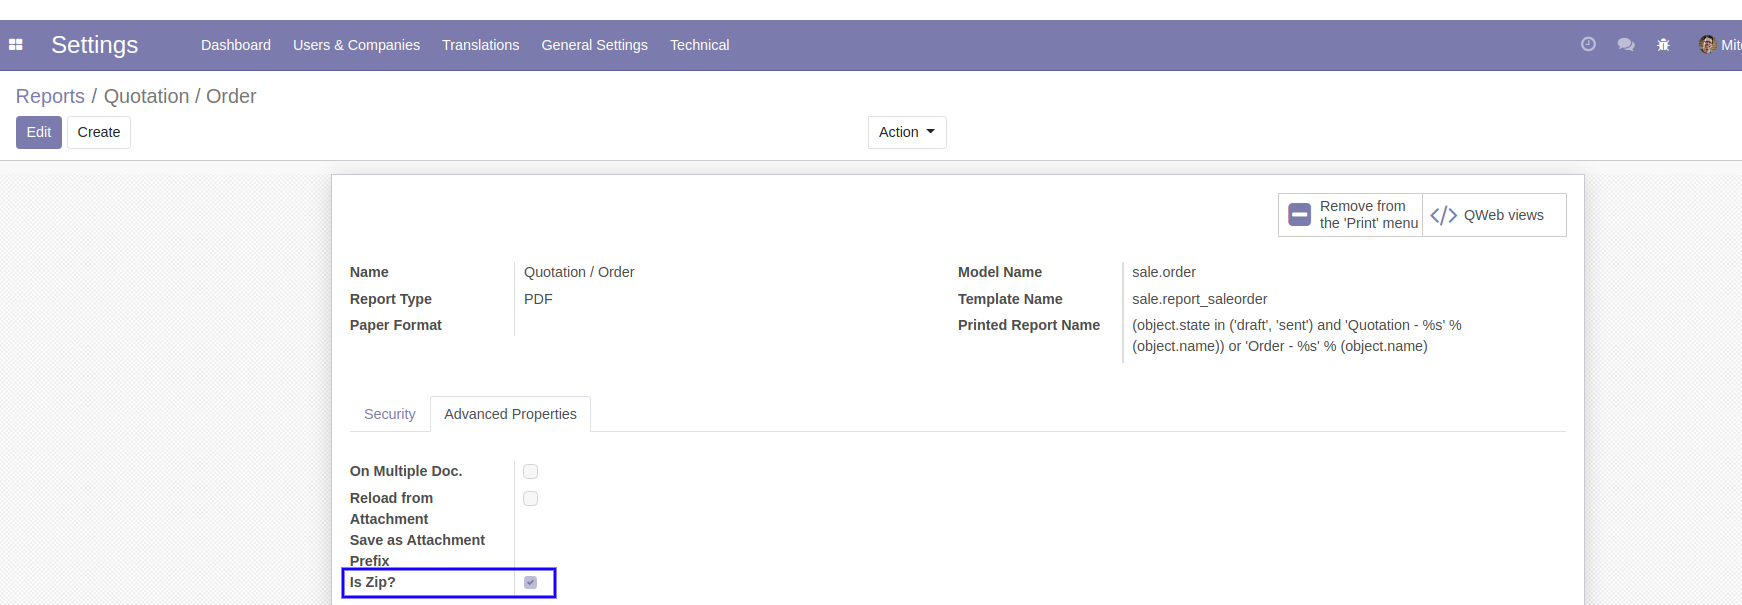 Settings Dashboard Users & Companies Translations General Settings Technical Mit
Reports / Quotation / Order
Edit Create Action
Remove from
the 'Print' menu
QWeb views
Name Quotation / Order
Report Type PDF
Paper Format
Model Name sale.order
Template Name sale.report_saleorder
Printed Report Name (object.state in ('draft', 'sent') and 'Quotation - %s' %
(object.name)) or 'Order - %s' % (object.name)
Security Advanced Properties
On Multiple Doc.
Reload from
Attachment
Save as Attachment
Prefix
Is Zip?